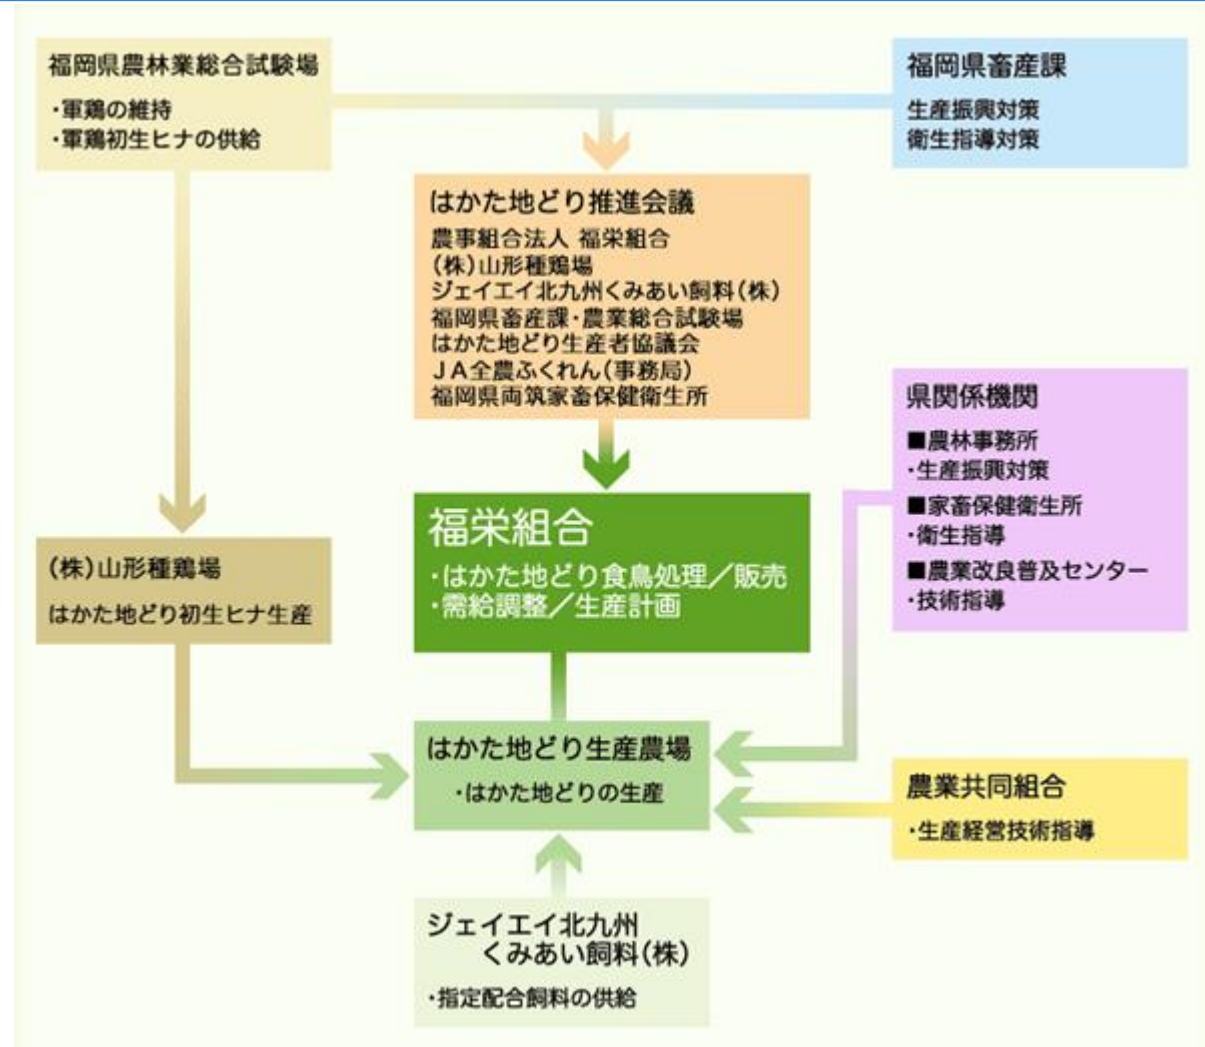 福岡県農林業総合試験場
・軍鶏の維持
・軍鶏初生ヒナの供給
福岡県畜産課
生産振興対策
衛生指導対策
はかた地どり推進会議
農事組合法人 福栄組合
(株)山形種鶏場
ジェイエイ北九州くみあい飼料(株)
福岡県畜産課・農業総合試験場
はかた地どり生産者協議会
JA全農ふくれん(事務局)
福岡県両筑家畜保健衛生所
県関係機関
■農林事務所
・生産振興対策
■家畜保健衛生所
・衛生指導
■農業改良普及センター
・技術指導
福栄組合
・はかた地どり食鳥処理/販売
・需給調整/生産計画
(株)山形種鶏場
はかた地どり初生ヒナ生産
はかた地どり生産農場
・はかた地どりの生産
農業共同組合
・生産経営技術指導
ジェイエイ北九州
くみあい飼料(株)
・指定配合飼料の供給